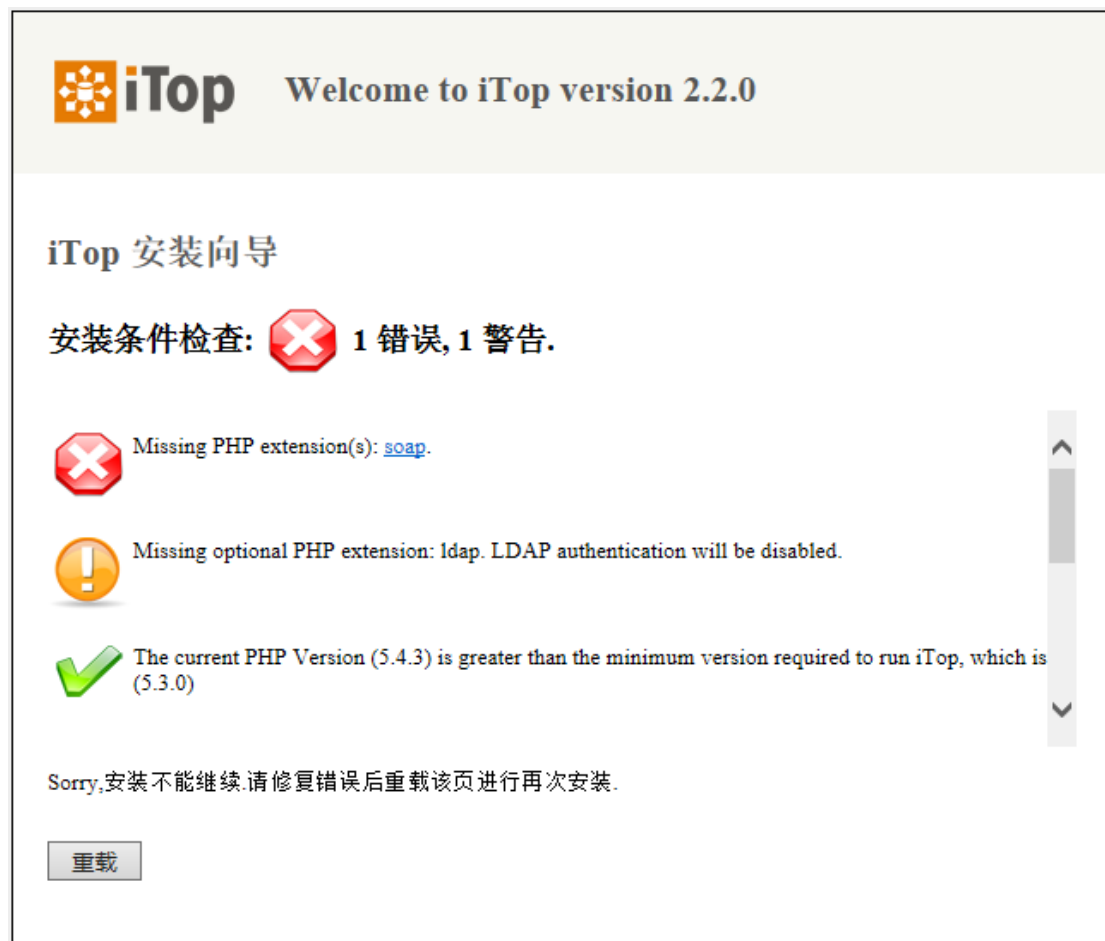 iTop Welcome to iTop version 2.2.0
iTop 安装向导
安装条件检查: 1 错误, 1 警告.
Missing PHP extension(s): soap.
Missing optional PHP extension: ldap. LDAP authentication will be disabled.
The current PHP Version (5.4.3) is greater than the minimum version required to run iTop, which is
(5.3.0)
Sorry,安装不能继续.请修复错误后重载该页进行再次安装.
重载